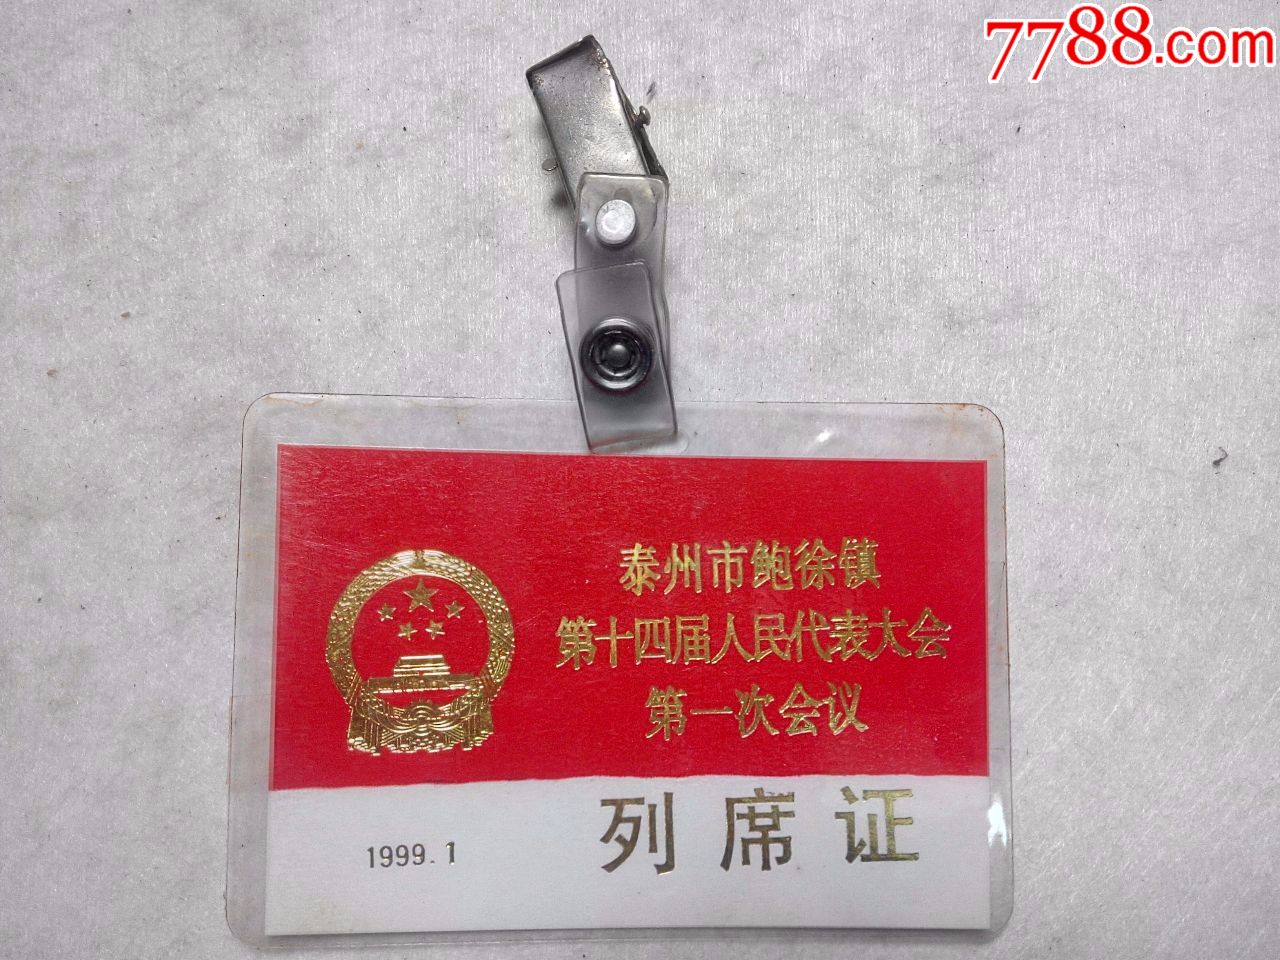 7788.com
泰州市鲍徐镇
第十四届人民代表大会
第一次会议
列席证
1999.1